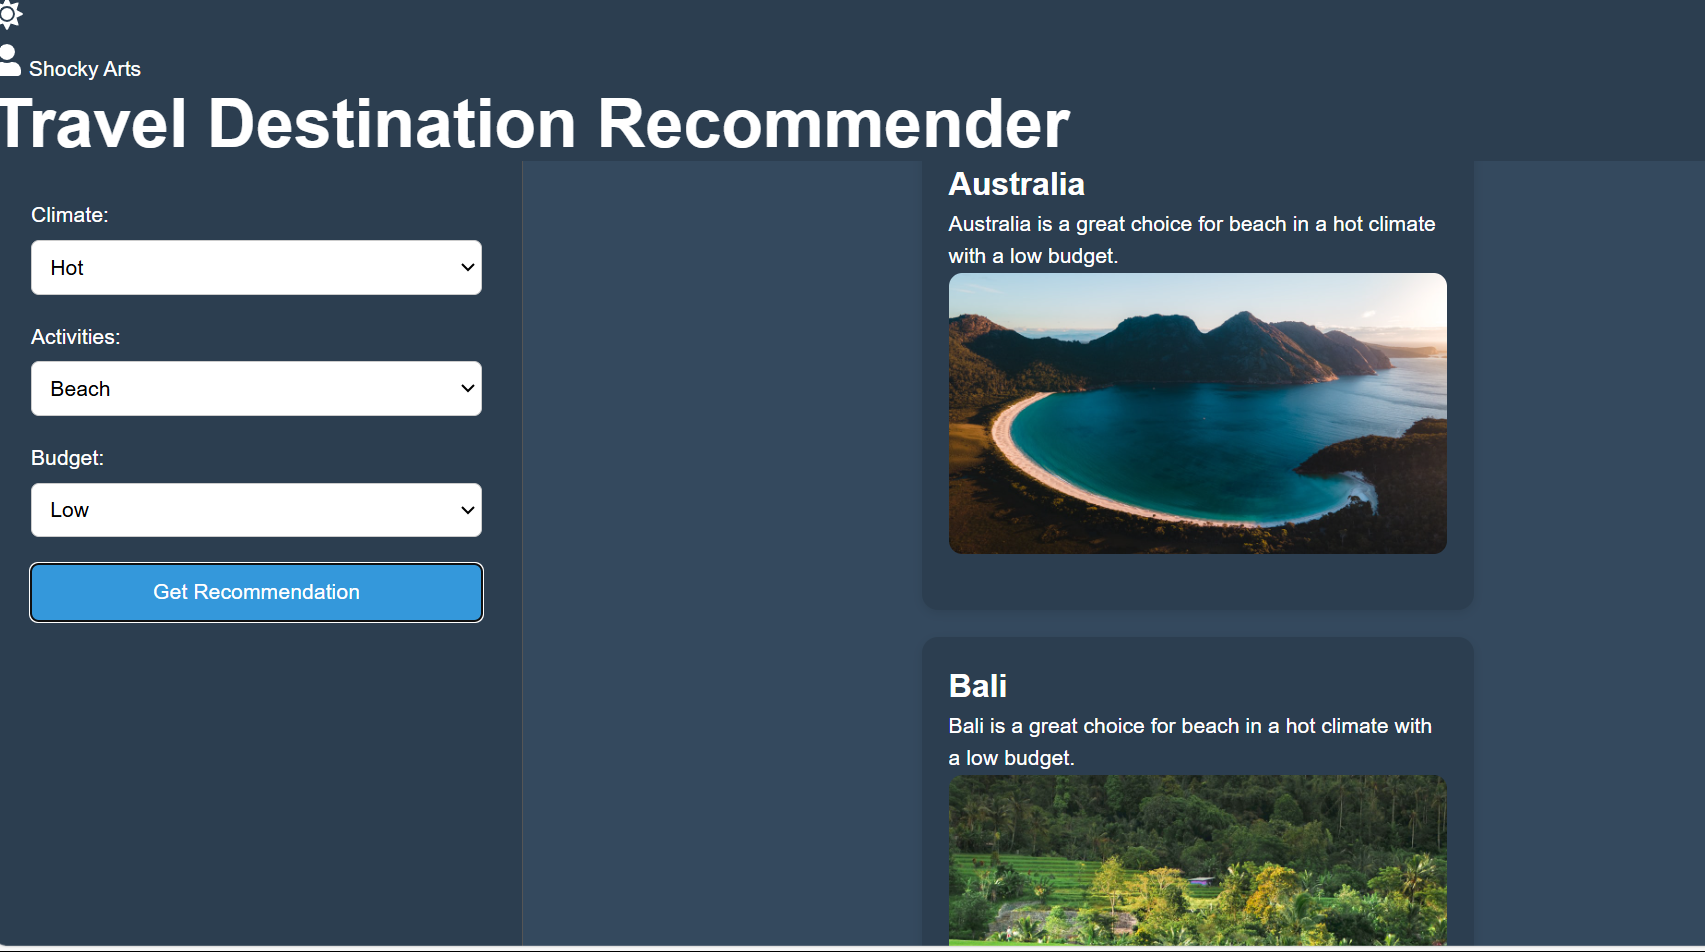 Shocky Arts
Travel Destination Recommender
Climate:
Hot
Activities:
Beach
Budget:
Low
Get Recommendation
Australia
Australia is a great choice for beach in a hot climate
with a low budget.
Bali
Bali is a great choice for beach in a hot climate with
a low budget.